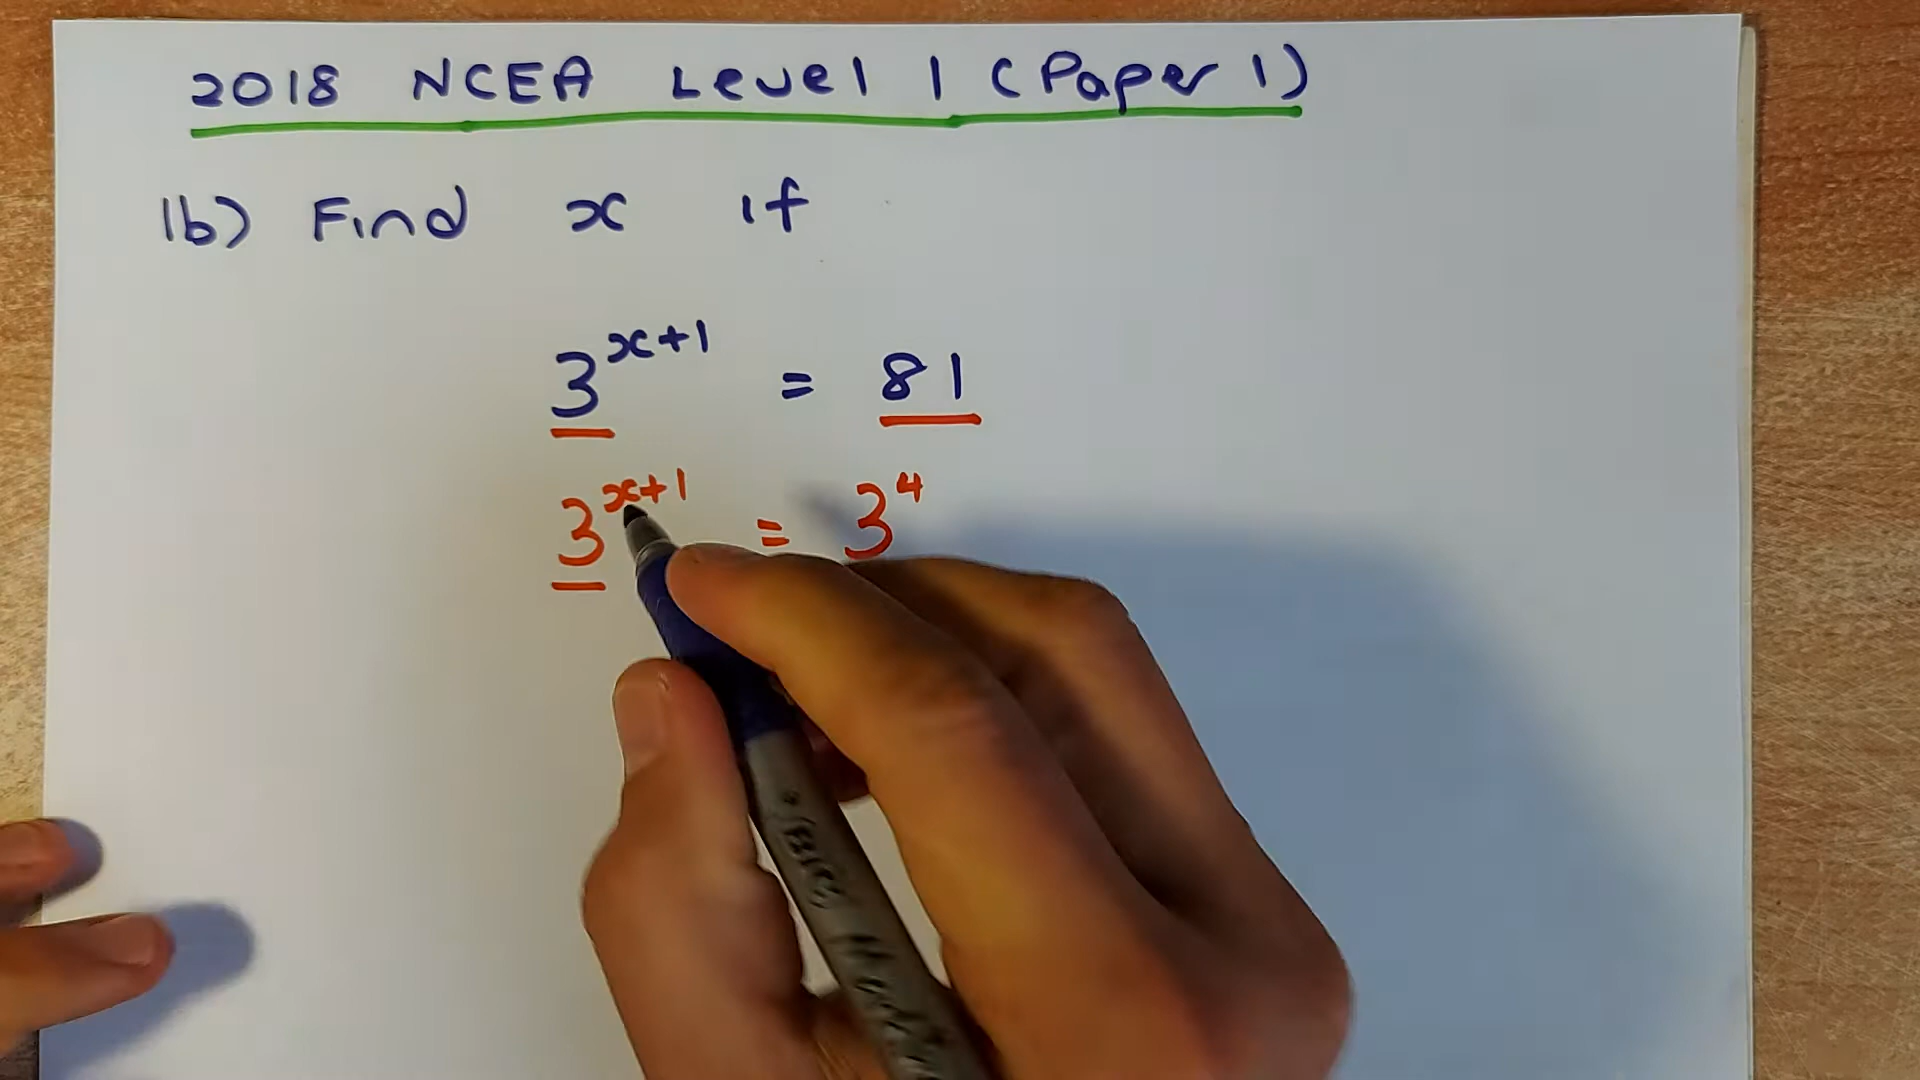 2018 NCEA Level 1 (Paper 1)
1b) Find x if
3^{x+1} = 81
3^{x+1} = 3^4